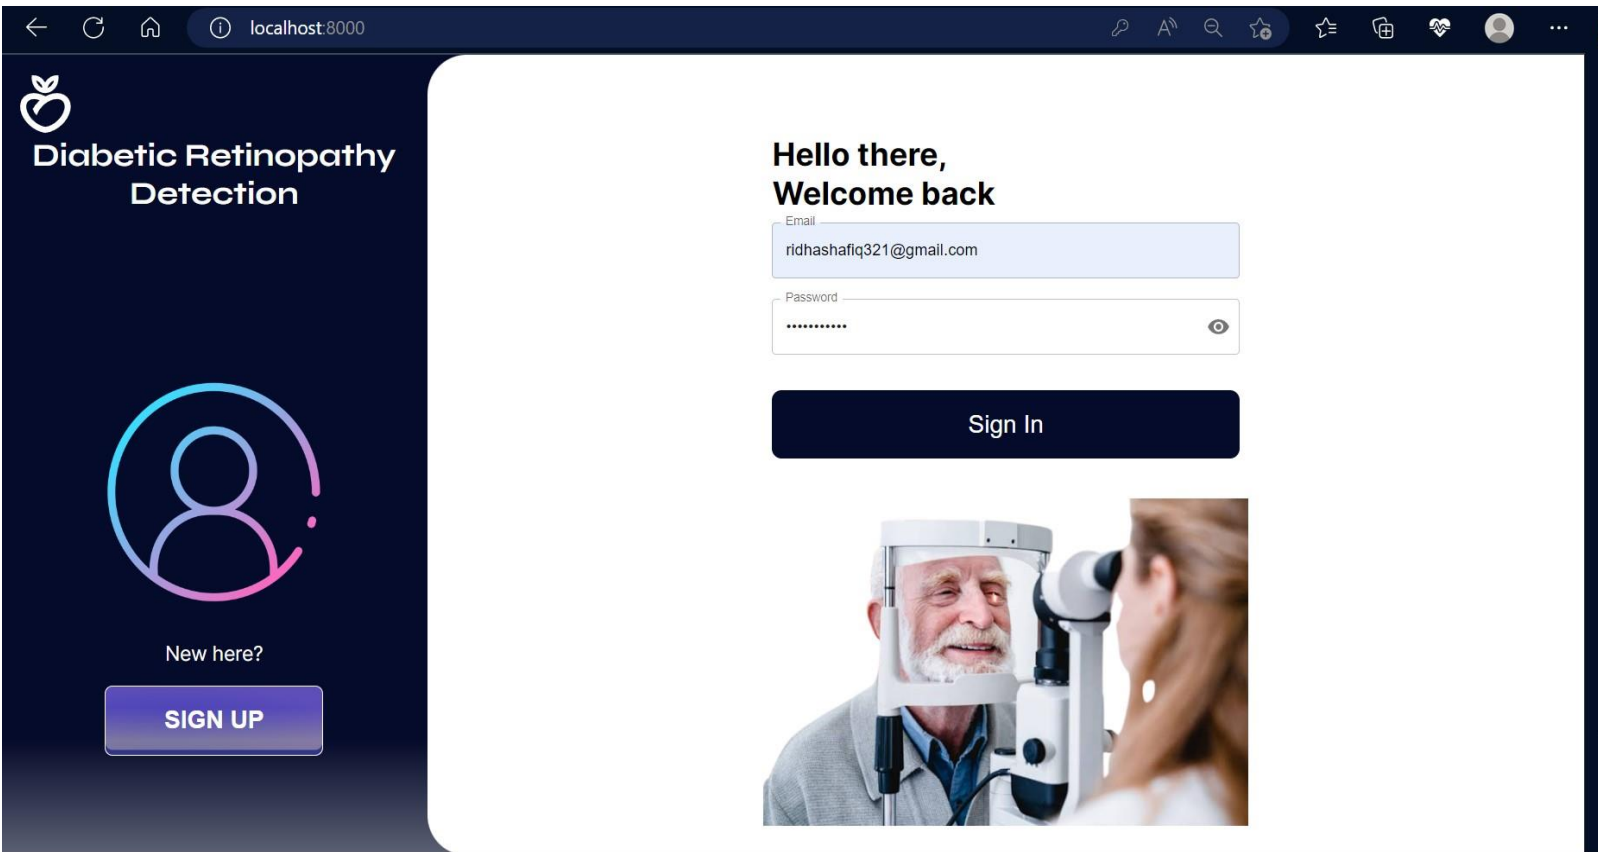 localhost:8000
Diabetic Retinopathy
Detection
New here?
SIGN UP
Hello there,
Welcome back
Email
ridhashafiq321@gmail.com
Password
•••••••••••
Sign In